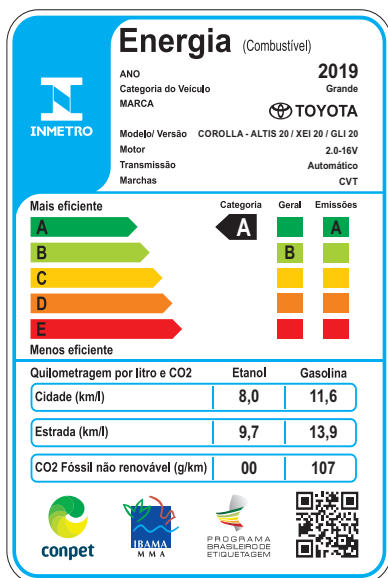 Energia (Combustível)
ANO 2019
Categoria do Veículo Grande
MARCA TOYOTA
INMETRO
Modelo/ Versão COROLLA - ALTIS 20 / XEI 20 / GLI 20
Motor 2.0-16V
Transmissão Automático
Marchas CVT
Mais eficiente Categoria Geral Emissões
A A A
B B
C
D
E
Menos eficiente
Quilometragem por litro e CO2 Etanol Gasolina
Cidade (km/l) 8,0 11,6
Estrada (km/l) 9,7 13,9
CO2 Fóssil não renovável (g/km) 00 107
conpet
IBAMA
MMA
PROGRAMA
BRASILEIRO DE
ETIQUETAGEM